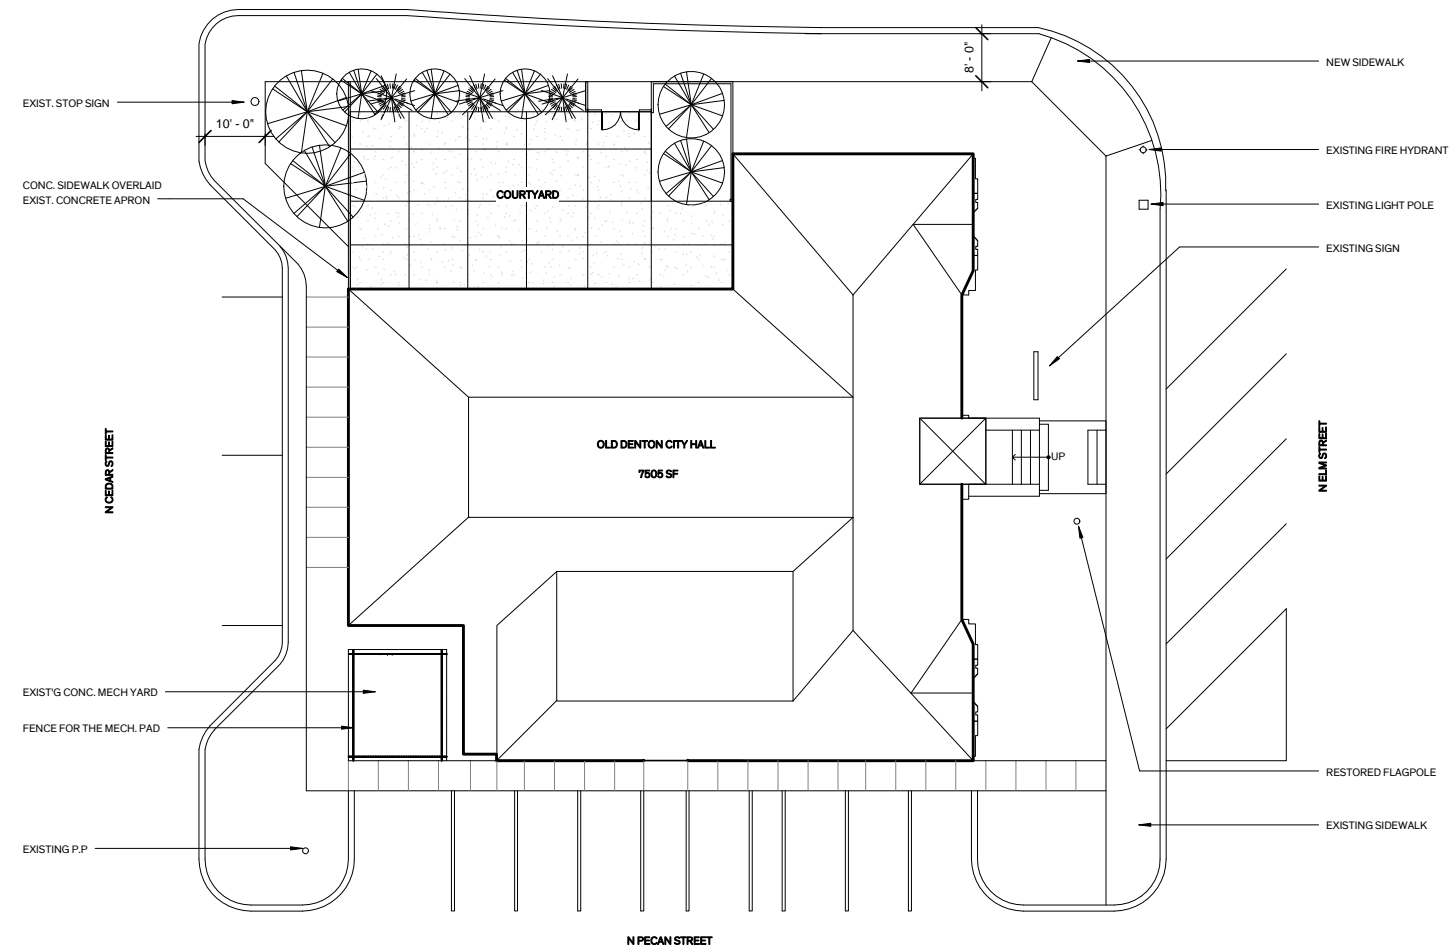 8' - 0"
NEW SIDEWALK
EXIST. STOP SIGN
10' - 0"
EXISTING FIRE HYDRANT
CONC. SIDEWALK OVERLAID
EXIST. CONCRETE APRON
COURTYARD
EXISTING LIGHT POLE
EXISTING SIGN
N CEDAR STREET
OLD DENTON CITY HALL
7505 SF
UP
N ELM STREET
EXIST'G CONC. MECH YARD
FENCE FOR THE MECH. PAD
RESTORED FLAGPOLE
EXISTING SIDEWALK
EXISTING P.P
N PECAN STREET